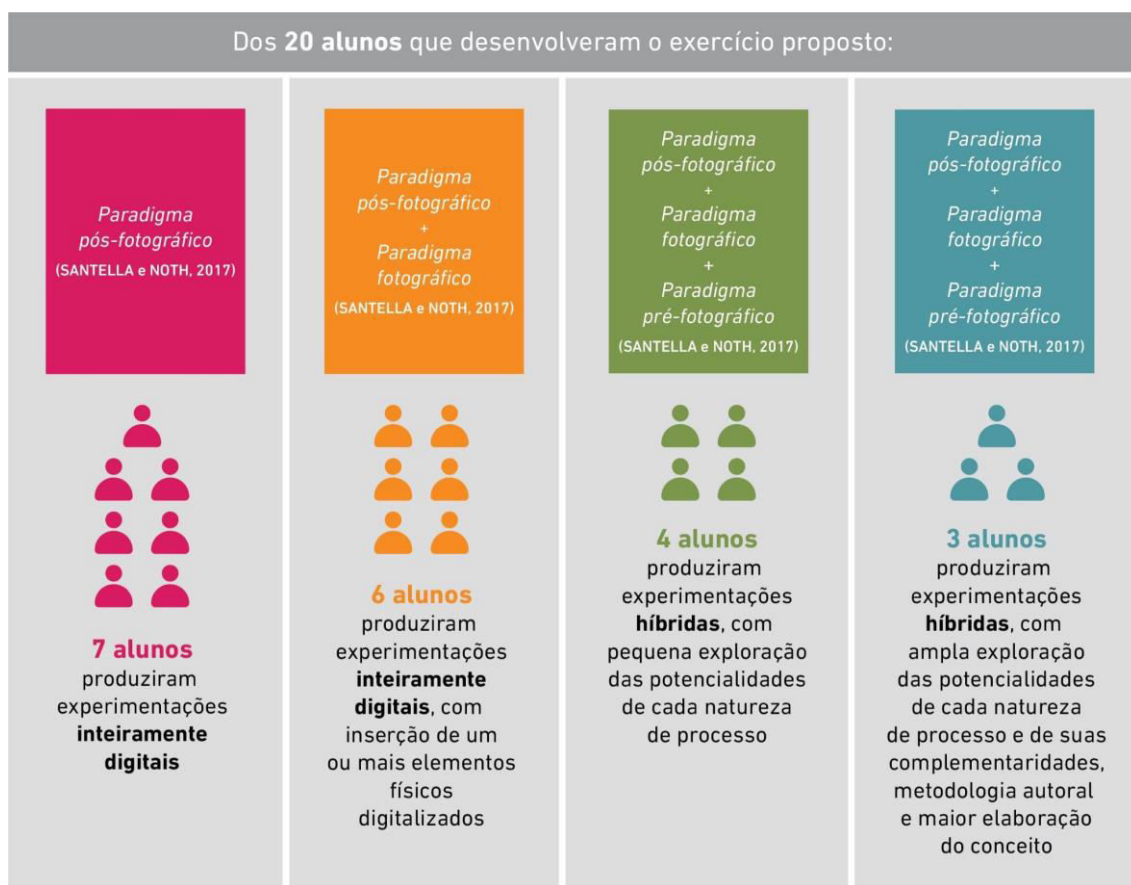 Dos 20 alunos que desenvolveram o exercício proposto:
Paradigma
pós-fotográfico
(SANTELLA e NOTH, 2017)
7 alunos
produziram
experimentações
inteiramente
digitais
Paradigma
pós-fotográfico
+
Paradigma
fotográfico
(SANTELLA e NOTH, 2017)
6 alunos
produziram
experimentações
inteiramente
digitais, com
inserção de um
ou mais elementos
físicos
digitalizados
Paradigma
pós-fotográfico
+
Paradigma
fotográfico
+
Paradigma
pré-fotográfico
(SANTELLA e NOTH, 2017)
4 alunos
produziram
experimentações
híbridas, com
pequena exploração
das potencialidades
de cada natureza
de processo
Paradigma
pós-fotográfico
+
Paradigma
fotográfico
+
Paradigma
pré-fotográfico
(SANTELLA e NOTH, 2017)
3 alunos
produziram
experimentações
híbridas, com
ampla exploração
das potencialidades
de cada natureza
de processo e de suas
complementaridades,
metodologia autoral
e maior elaboração
do conceito